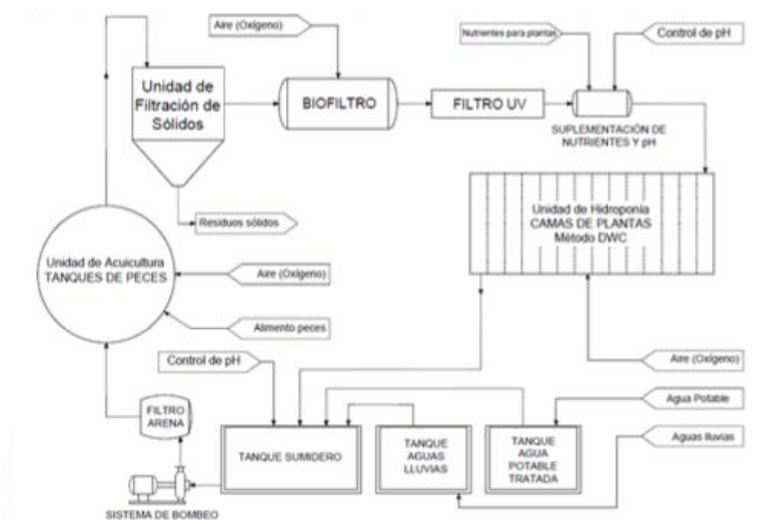 Aire (Oxígeno)
Nutrientes para plantas
Control de pH
Unidad de
Filtración de
Sólidos
BIOFILTRO
FILTRO UV
SUPLEMENTACIÓN DE
NUTRIENTES Y pH
Residuos sólidos
Unidad de Hidroponía
CAMAS DE PLANTAS
Método DWC
Unidad de Acuicultura
TANQUES DE PECES
Aire (Oxígeno)
Alimento peces
Control de pH
Aire (Oxígeno)
Agua Potable
Aguas lluvias
FILTRO
ARENA
TANQUE SUMIDERO
TANQUE
AGUAS
LLUVIAS
TANQUE
AGUA
POTABLE
TRATADA
SISTEMA DE BOMBEO